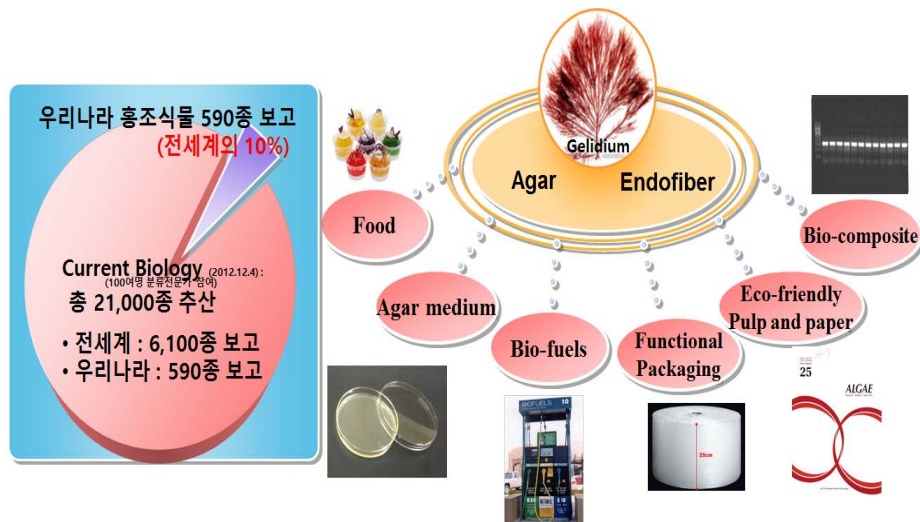 우리나라 홍조식물 590종 보고
(전세계의 10%)
Current Biology (2012.12.4) :
(100여명 분류전문가 참여)
총 21,000종 추산
• 전세계 : 6,100종 보고
• 우리나라 : 590종 보고
Gelidium
Agar
Endofiber
Food
Agar medium
Bio-fuels
Functional
Packaging
Eco-friendly
Pulp and paper
Bio-composite
BIOFUELS 10
25cm
25
ALGAE